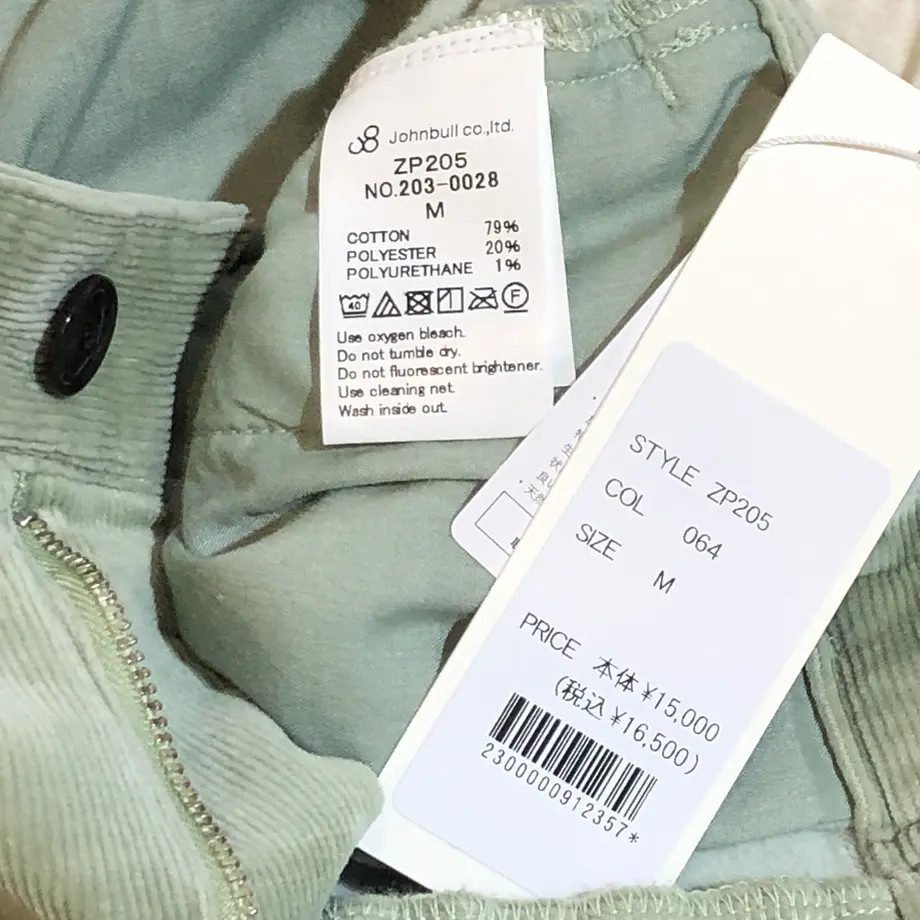 Johnbull co.,ltd.
ZP205
NO.203-0028
M
COTTON 79%
POLYESTER 20%
POLYURETHANE 1%
40
F
Use oxygen bleach.
Do not tumble dry.
Do not fluorescent brightener.
Use cleaning net.
Wash inside out.
STYLE ZP205
COL 064
SIZE M
PRICE 本体 ¥15,000
(税込 ¥16,500)
2300000912357*